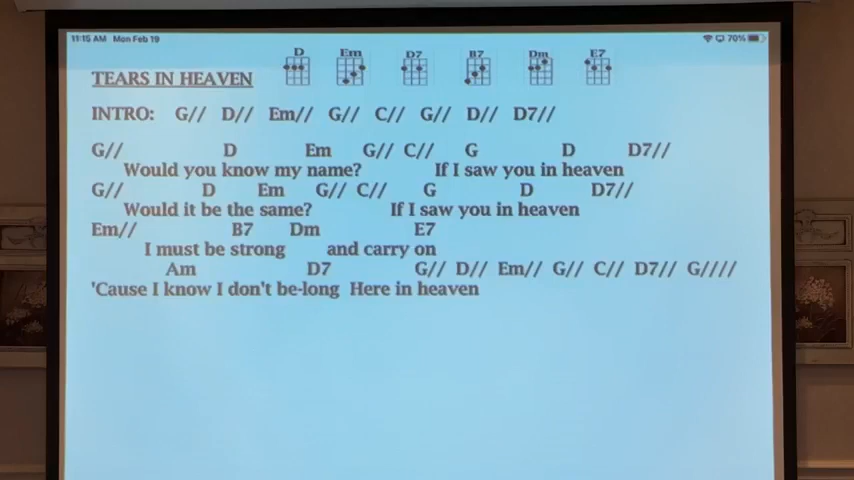 11:15 AM Mon Feb 19 70%
D Em D7 B7 Dm E7
TEARS IN HEAVEN
INTRO: G// D// Em// G// C// G// D// D7//
G// D Em G// C// G D D7//
Would you know my name? If I saw you in heaven
G// D Em G// C// G D D7//
Would it be the same? If I saw you in heaven
Em// B7 Dm E7
I must be strong and carry on
Am D7 G// D// Em// G// C// D7// G////
'Cause I know I don't be-long Here in heaven